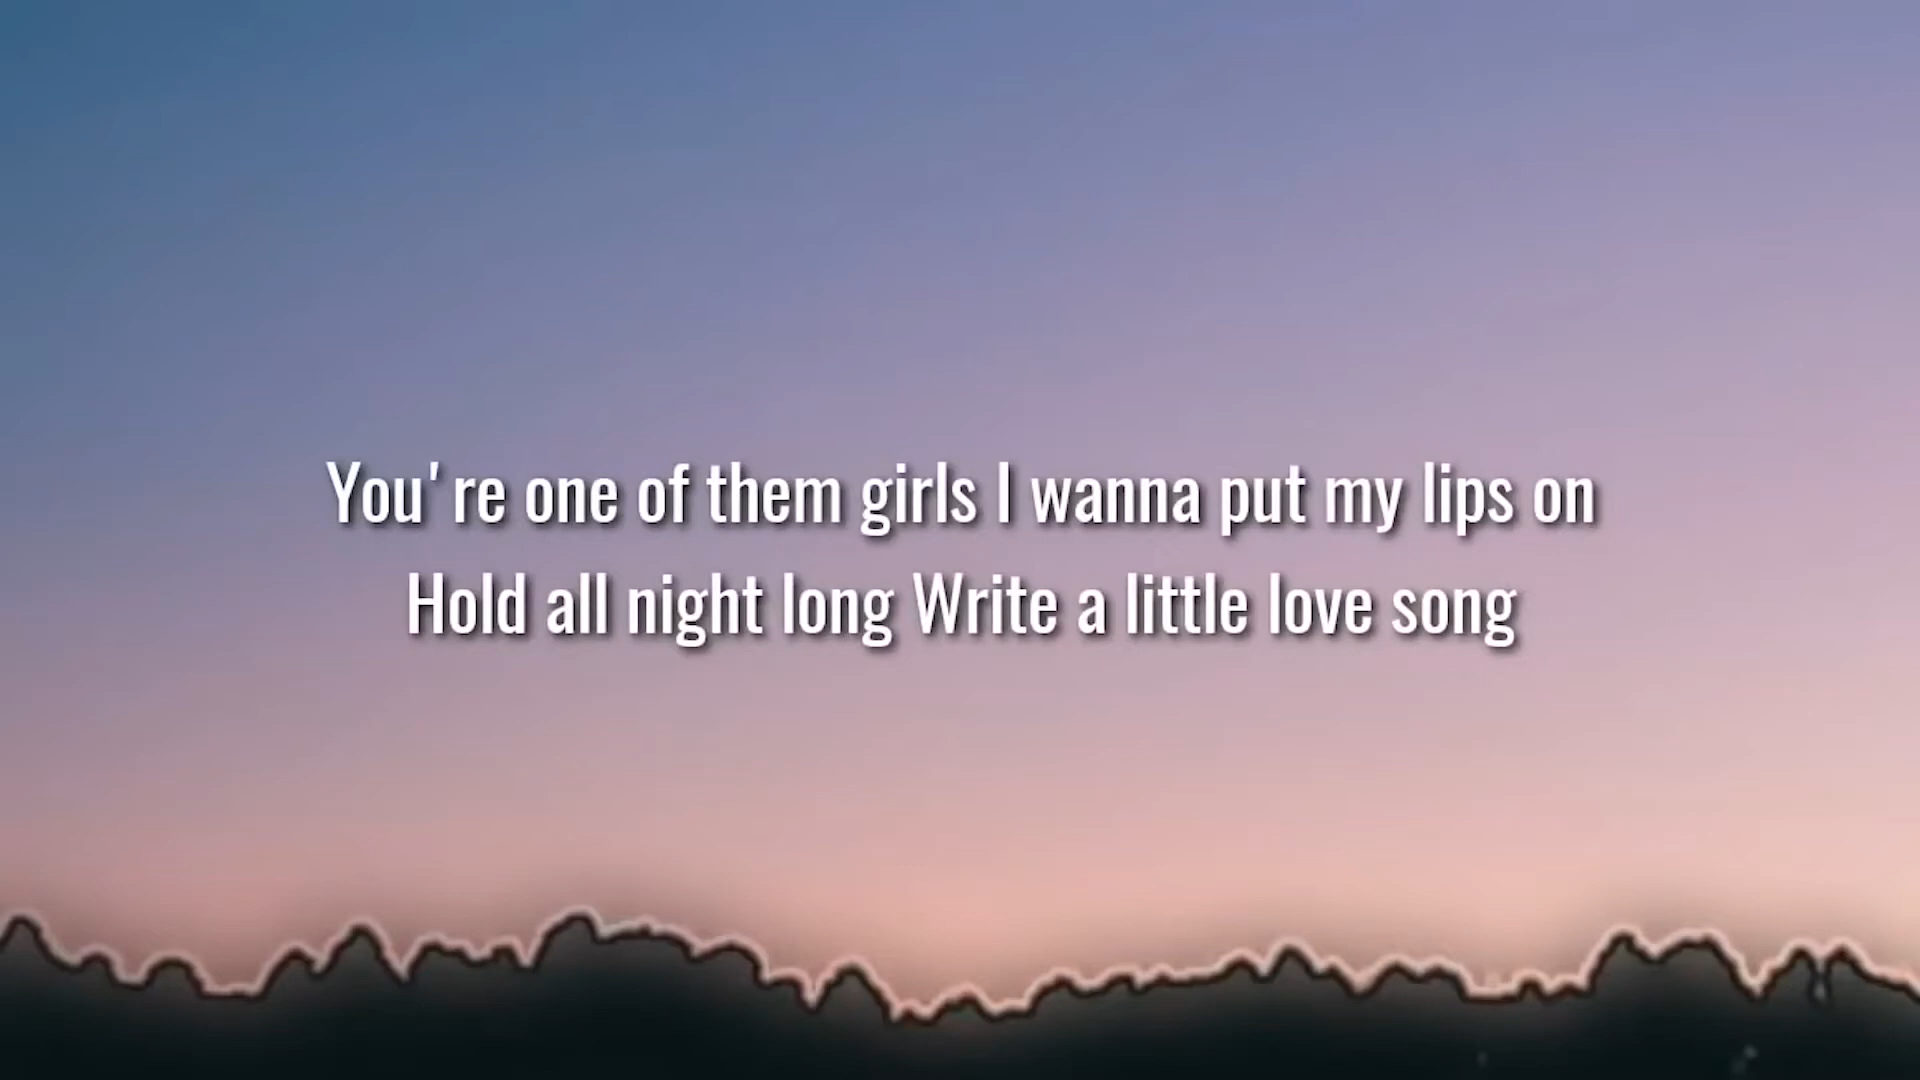 You're one of them girls I wanna put my lips on
Hold all night long Write a little love song